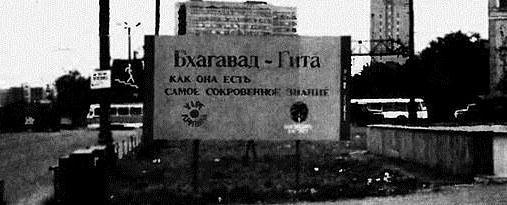 Бхагавад - Гита
КАК ОНА ЕСТЬ
САМОЕ СОКРОВЕННОЕ ЗНАНИЕ